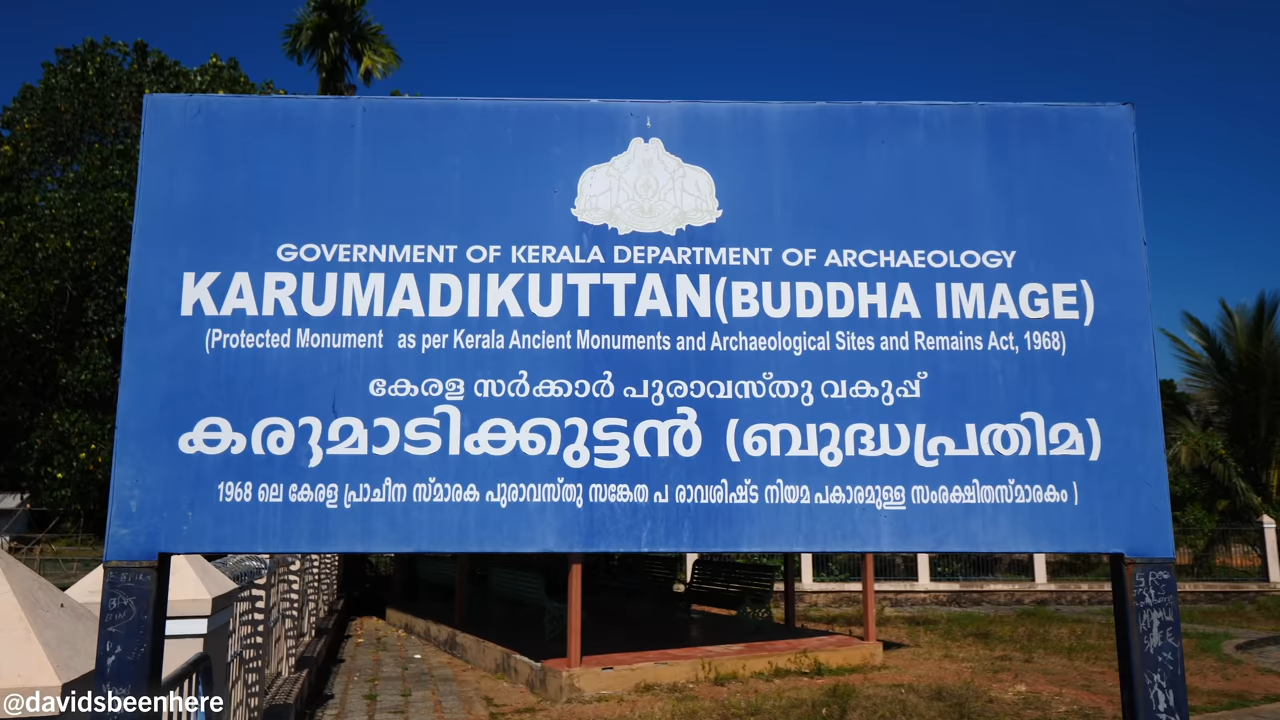 GOVERNMENT OF KERALA DEPARTMENT OF ARCHAEOLOGY
KARUMADIKUTTAN(BUDDHA IMAGE)
(Protected Monument as per Kerala Ancient Monuments and Archaeological Sites and Remains Act, 1968)
കേരള സർക്കാർ പുരാവസ്തു വകുപ്പ്
കരുമാടിക്കുട്ടൻ (ബുദ്ധപ്രതിമ)
1968 ലെ കേരള പ്രാചീന സ്മാരക പുരാവസ്തു സങ്കേത പ രാവശിഷ്ട നിയമ പകാരമുള്ള സംരക്ഷിതസ്മാരകം )
@davidsbeenhere